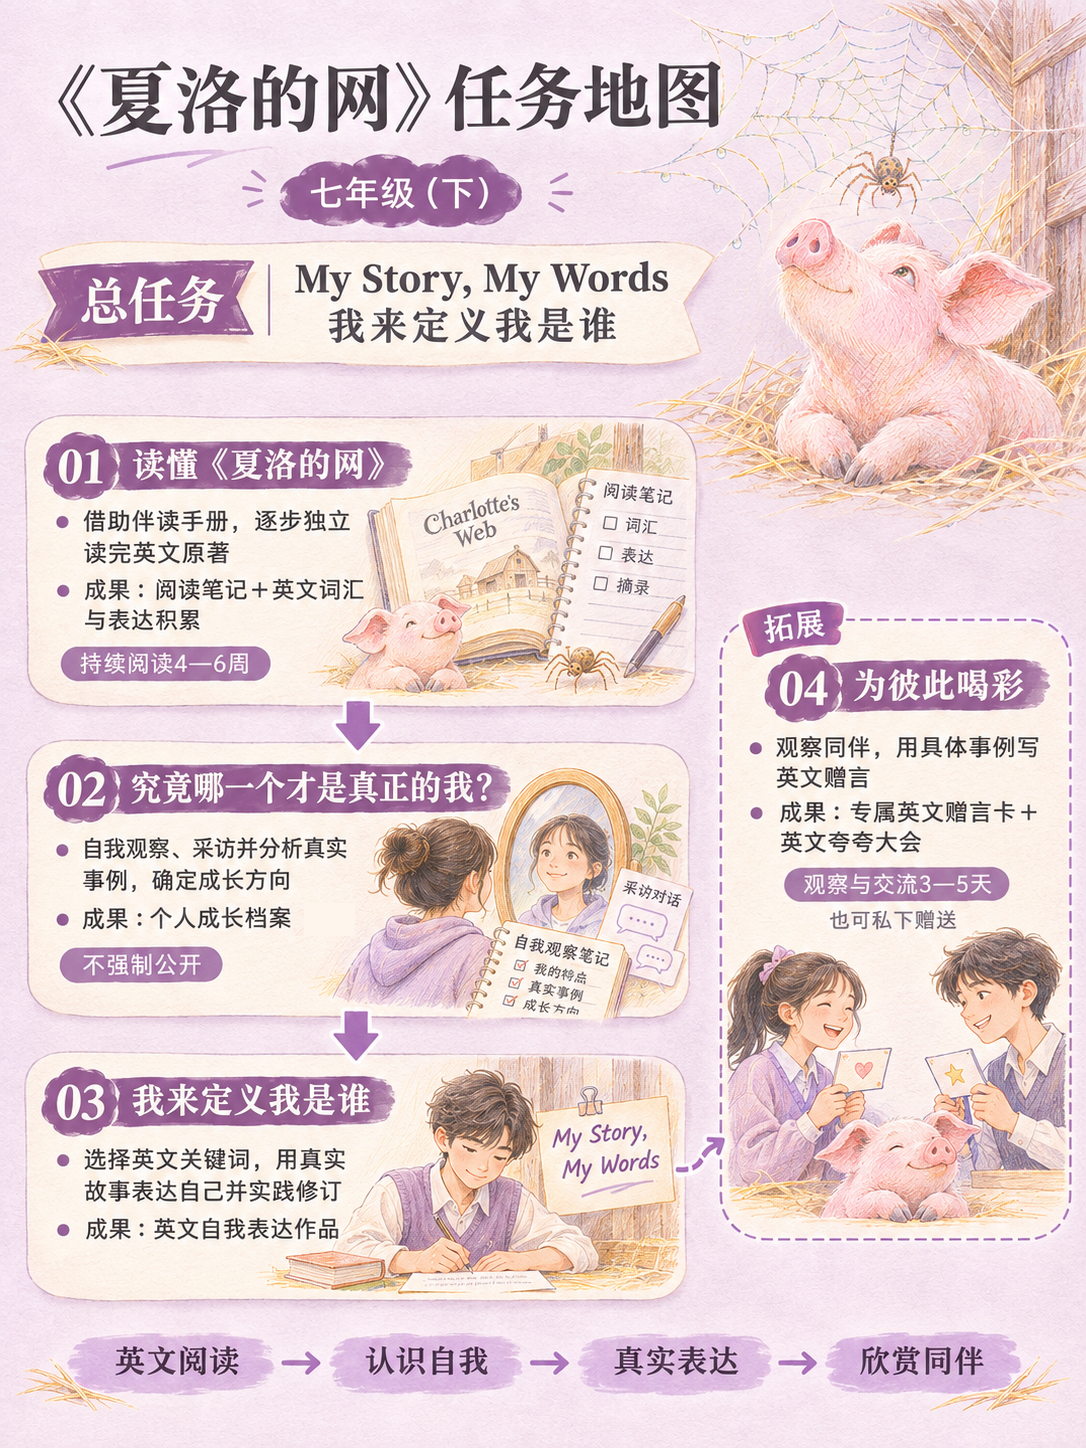 《夏洛的网》任务地图
七年级（下）
总任务
My Story, My Words
我来定义我是谁
01 读懂《夏洛的网》
借助伴读手册，逐步独立
读完英文原著
成果：阅读笔记＋英文词汇
与表达积累
持续阅读4—6周
Charlotte's
Web
阅读笔记
词汇
表达
摘录
02 究竟哪一个才是真正的我？
自我观察、采访并分析真实
事例，确定成长方向
成果：个人成长档案
不强制公开
采访对话
自我观察笔记
我的特点
真实事例
成长方向
03 我来定义我是谁
选择英文关键词，用真实
故事表达自己并实践修订
成果：英文自我表达作品
My Story,
My Words
拓展
04 为彼此喝彩
观察同伴，用具体事例写
英文赠言
成果：专属英文赠言卡＋
英文夸夸大会
观察与交流3—5天
也可私下赠送
英文阅读 → 认识自我 → 真实表达 → 欣赏同伴